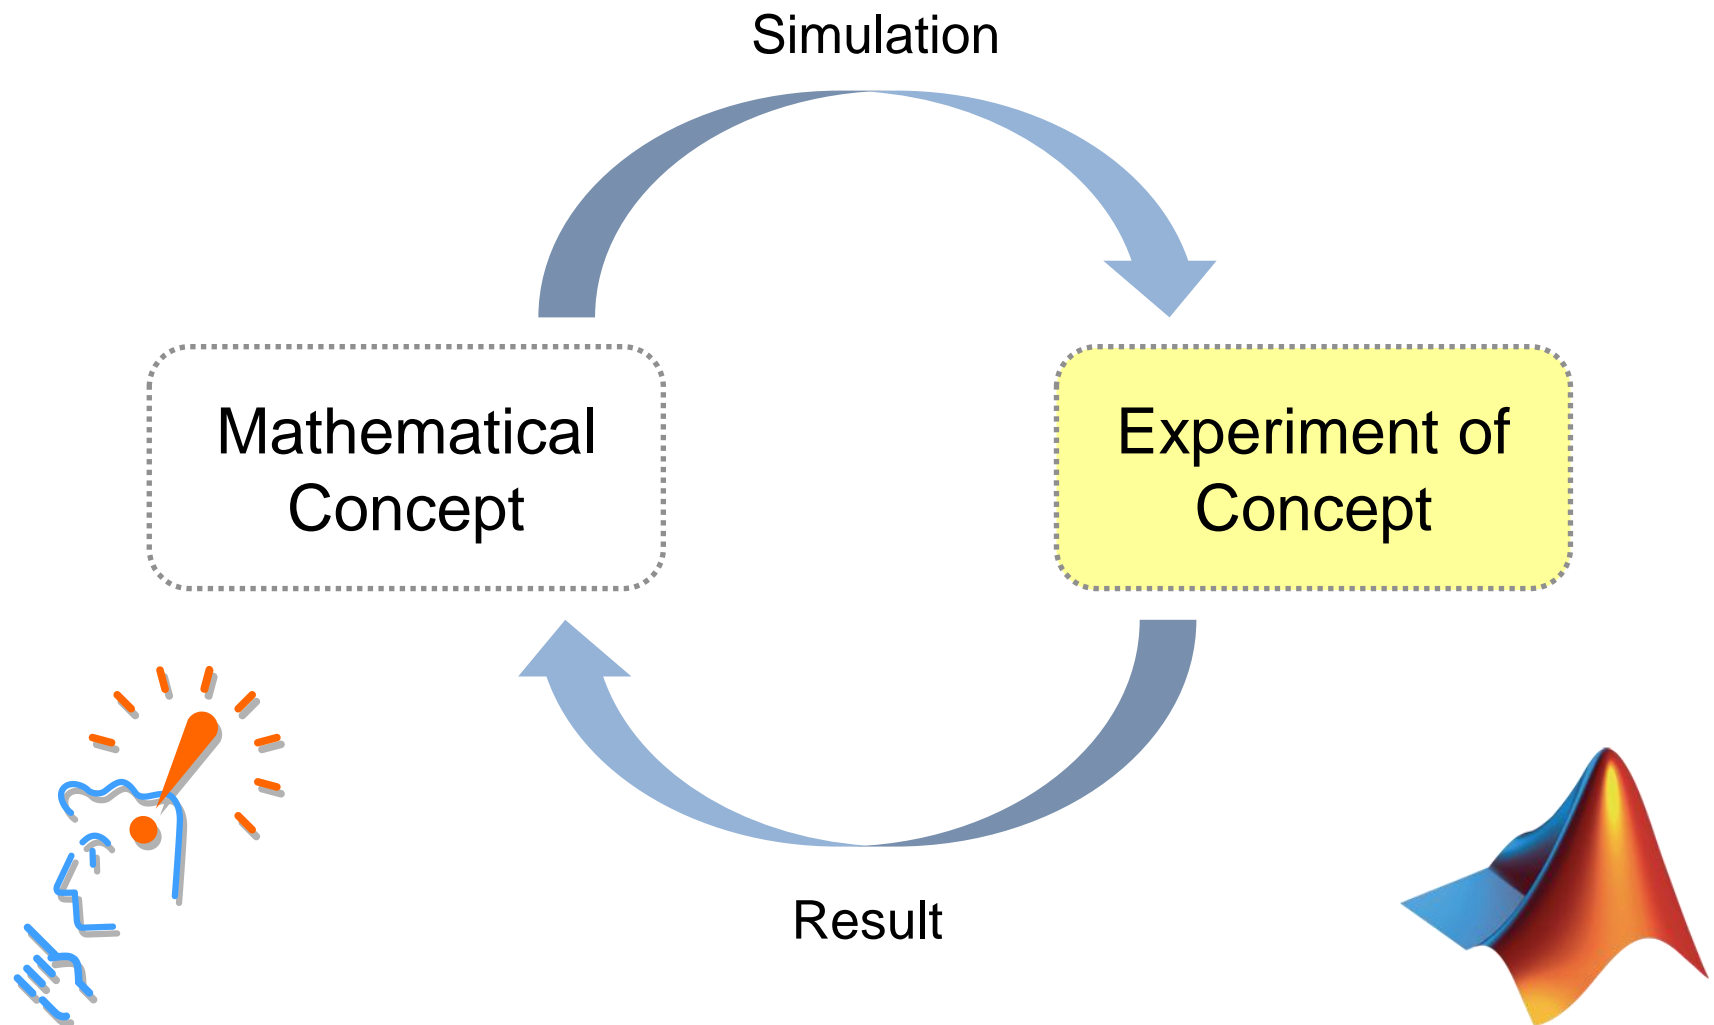 Simulation
Mathematical
Concept
Experiment of
Concept
Result